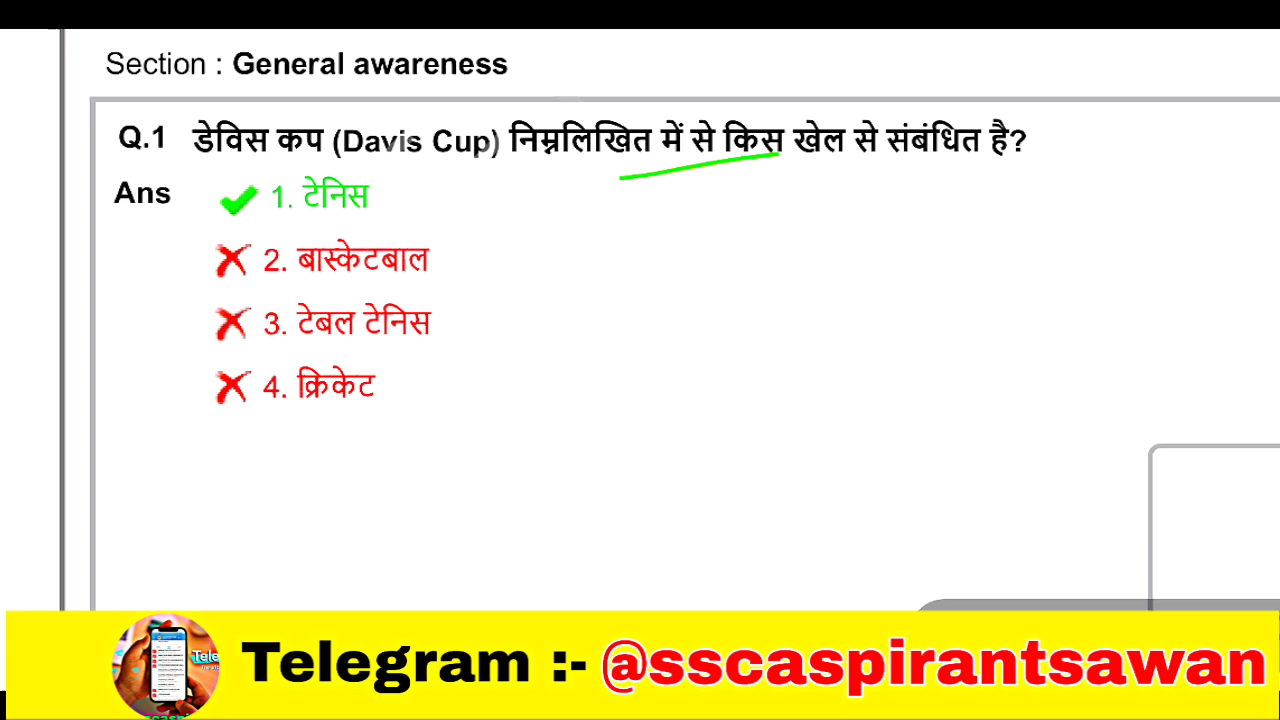 Section : General awareness
Q.1 डेविस कप (Davis Cup) निम्नलिखित में से किस खेल से संबंधित है?
Ans 1. टेनिस
2. बास्केटबाल
3. टेबल टेनिस
4. क्रिकेट
Telegram :- @sscaspirantsawan